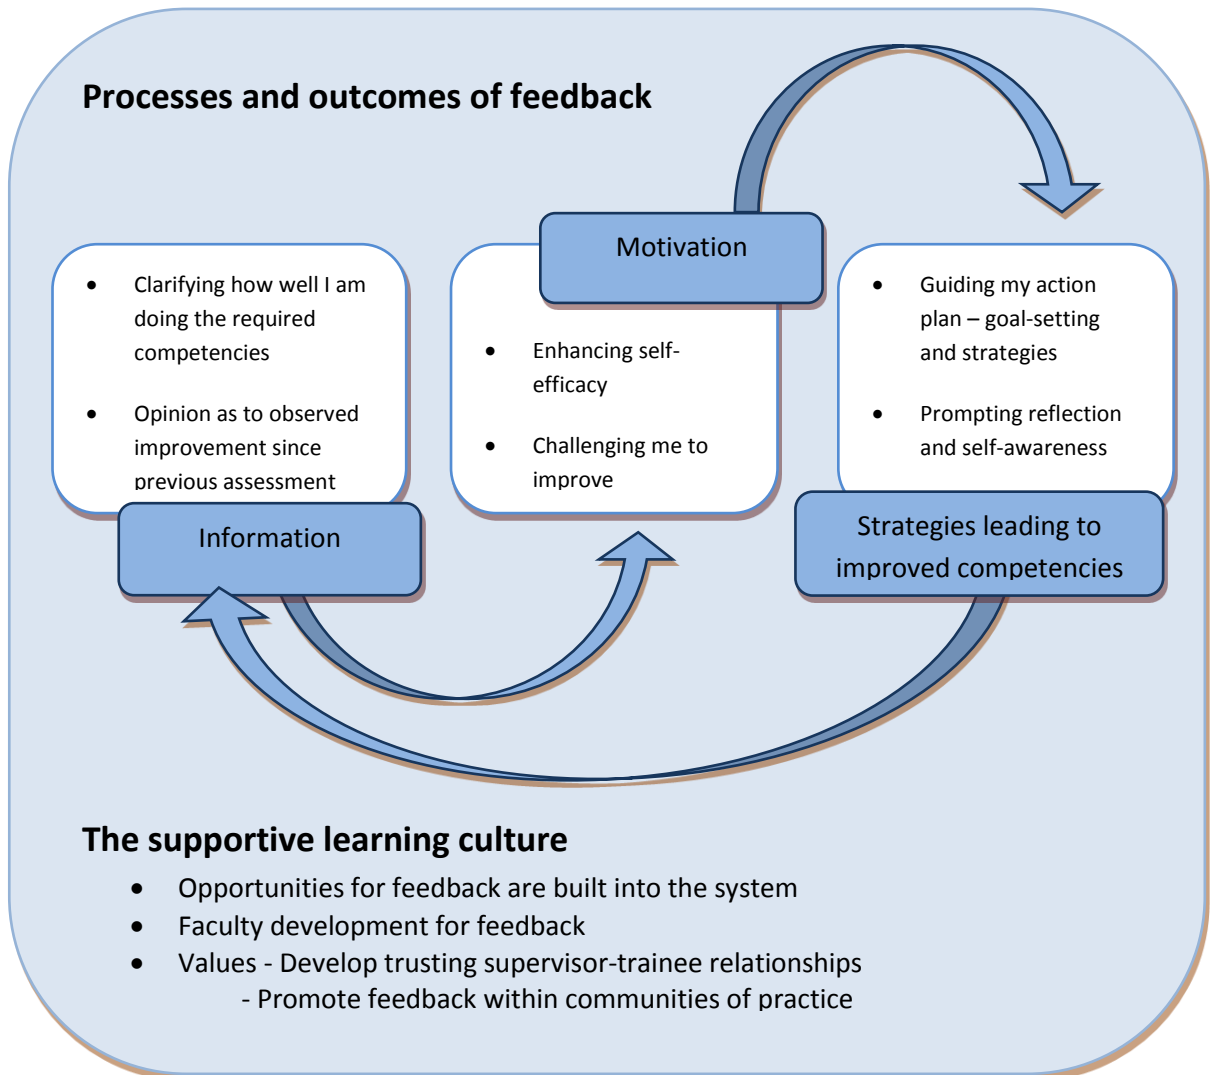 Processes and outcomes of feedback
• Clarifying how well I am
doing the required
competencies
• Opinion as to observed
improvement since
previous assessment
Information
Motivation
• Enhancing self-
efficacy
• Challenging me to
improve
• Guiding my action
plan – goal-setting
and strategies
• Prompting reflection
and self-awareness
Strategies leading to
improved competencies
The supportive learning culture
• Opportunities for feedback are built into the system
• Faculty development for feedback
• Values - Develop trusting supervisor-trainee relationships
- Promote feedback within communities of practice